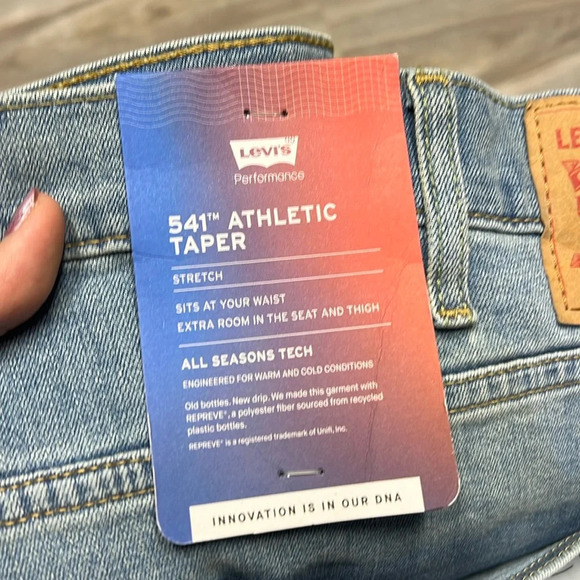 LEVI'S
Performance
541™ ATHLETIC
TAPER
STRETCH
SITS AT YOUR WAIST
EXTRA ROOM IN THE SEAT AND THIGH
ALL SEASONS TECH
ENGINEERED FOR WARM AND COLD CONDITIONS
Old bottles. New drip. We made this garment with
REPREVE®, a polyester fiber sourced from recycled
plastic bottles.
REPREVE® is a registered trademark of Unifi, Inc.
INNOVATION IS IN OUR DNA
LE